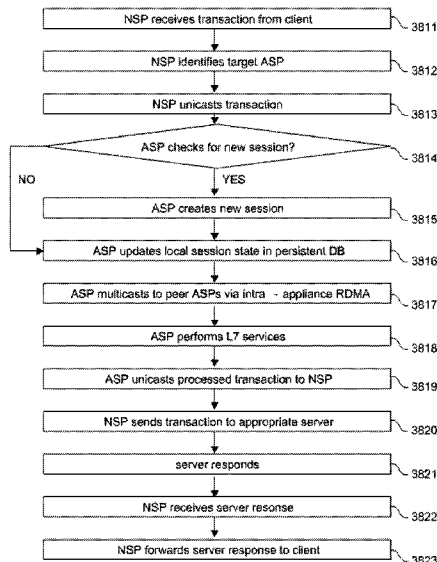 NSP receives transaction from client
3811
NSP identifies target ASP
3812
NSP unicasts transaction
3813
ASP checks for new session?
3814
NO
YES
ASP creates new session
3815
ASP updates local session state in persistent DB
3816
ASP multicasts to peer ASPs via intra - appliance RDMA
3817
ASP performs L7 services
3818
ASP unicasts processed transaction to NSP
3819
NSP sends transaction to appropriate server
3820
server responds
3821
NSP receives server resonse
3822
NSP forwards server response to client
3823